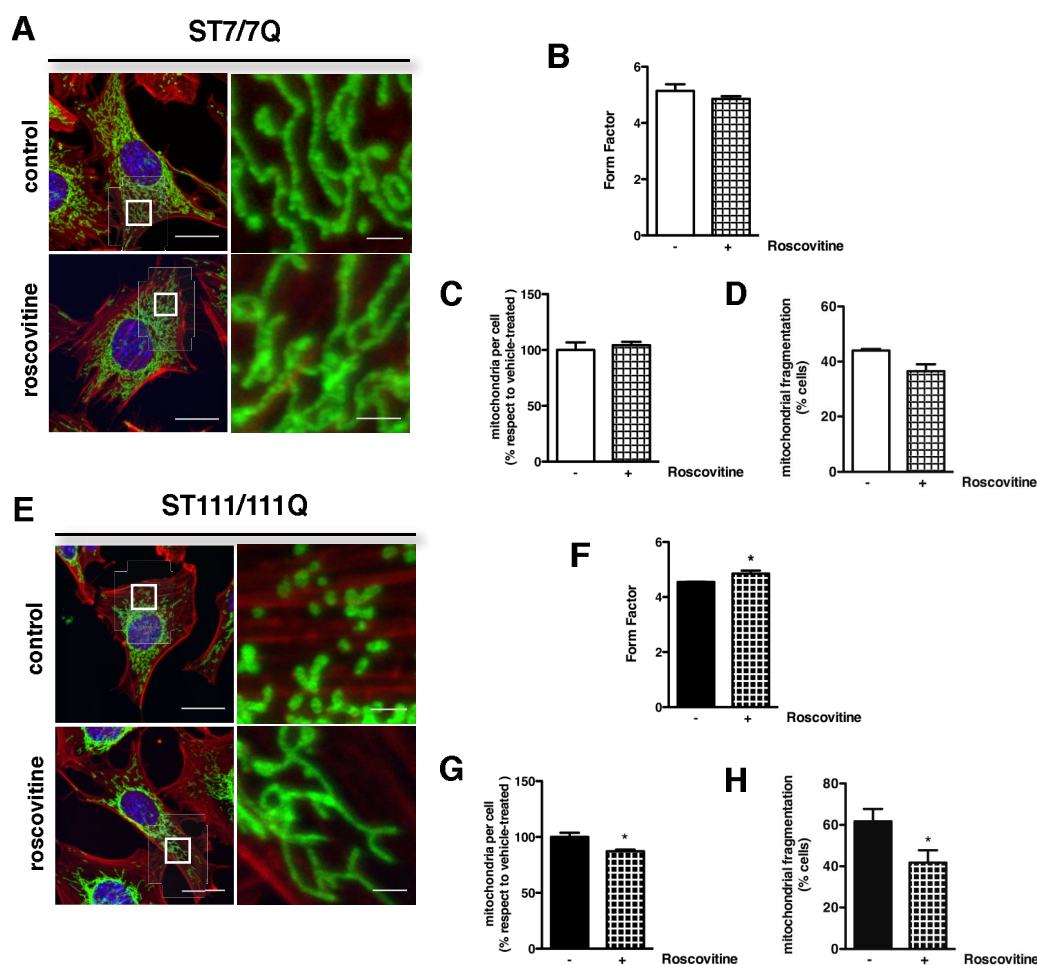 A
ST7/7Q
control
roscovitine
B
Form Factor
6
4
2
0
- + Roscovitine
C
mitochondria per cell
(% respect to vehicle-treated )
150
100
50
0
- + Roscovitine
D
mitochondrial fragmentation
(% cells)
60
40
20
0
- + Roscovitine
E
ST111/111Q
control
roscovitine
F
Form Factor
6
4
2
0
*
- + Roscovitine
G
mitochondria per cell
(% respect to vehicle-treated )
150
100
50
0
*
- + Roscovitine
H
mitochondrial fragmentation
(% cells)
80
60
40
20
0
*
- + Roscovitine